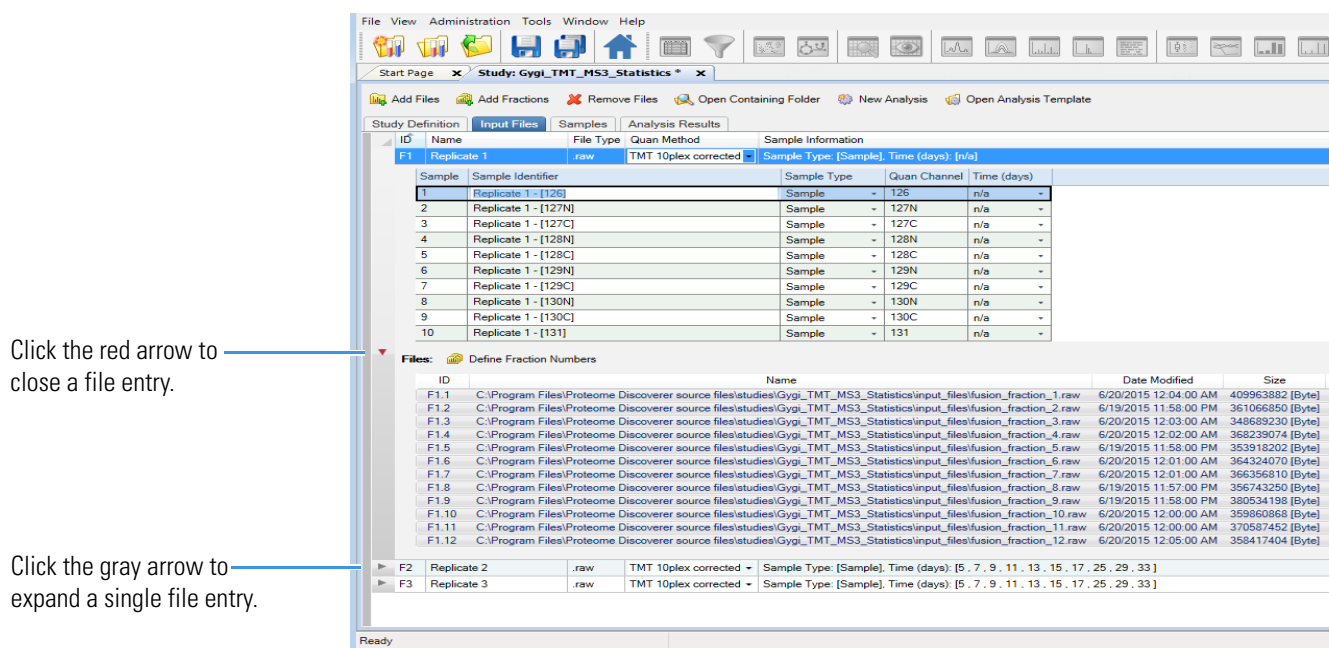 File View Administration Tools Window Help
Start Page x Study: Gygi_TMT_MS3_Statistics * x
Add Files Add Fractions Remove Files Open Containing Folder New Analysis Open Analysis Template
Study Definition Input Files Samples Analysis Results
ID Name File Type Quan Method Sample Information
F1 Replicate 1 .raw TMT 10plex corrected Sample Type: [Sample], Time (days): [n/a]
Sample Sample Identifier Sample Type Quan Channel Time (days)
1 Replicate 1 - [126] Sample 126 n/a
2 Replicate 1 - [127N] Sample 127N n/a
3 Replicate 1 - [127C] Sample 127C n/a
4 Replicate 1 - [128N] Sample 128N n/a
5 Replicate 1 - [128C] Sample 128C n/a
6 Replicate 1 - [129N] Sample 129N n/a
7 Replicate 1 - [129C] Sample 129C n/a
8 Replicate 1 - [130N] Sample 130N n/a
9 Replicate 1 - [130C] Sample 130C n/a
10 Replicate 1 - [131] Sample 131 n/a
Click the red arrow to
close a file entry.
Files: Define Fraction Numbers
ID Name Date Modified Size
F1.1 C:\Program Files\Proteome Discoverer source files\studies\Gygi_TMT_MS3_Statistics\input_files\fusion_fraction_1.raw 6/20/2015 12:04:00 AM 409963882 [Byte]
F1.2 C:\Program Files\Proteome Discoverer source files\studies\Gygi_TMT_MS3_Statistics\input_files\fusion_fraction_2.raw 6/19/2015 11:58:00 PM 361066850 [Byte]
F1.3 C:\Program Files\Proteome Discoverer source files\studies\Gygi_TMT_MS3_Statistics\input_files\fusion_fraction_3.raw 6/20/2015 12:03:00 AM 348689230 [Byte]
F1.4 C:\Program Files\Proteome Discoverer source files\studies\Gygi_TMT_MS3_Statistics\input_files\fusion_fraction_4.raw 6/20/2015 12:02:00 AM 368239074 [Byte]
F1.5 C:\Program Files\Proteome Discoverer source files\studies\Gygi_TMT_MS3_Statistics\input_files\fusion_fraction_5.raw 6/19/2015 11:58:00 PM 353918202 [Byte]
F1.6 C:\Program Files\Proteome Discoverer source files\studies\Gygi_TMT_MS3_Statistics\input_files\fusion_fraction_6.raw 6/20/2015 12:01:00 AM 364324070 [Byte]
F1.7 C:\Program Files\Proteome Discoverer source files\studies\Gygi_TMT_MS3_Statistics\input_files\fusion_fraction_7.raw 6/20/2015 12:01:00 AM 366356810 [Byte]
F1.8 C:\Program Files\Proteome Discoverer source files\studies\Gygi_TMT_MS3_Statistics\input_files\fusion_fraction_8.raw 6/19/2015 11:57:00 PM 356743250 [Byte]
F1.9 C:\Program Files\Proteome Discoverer source files\studies\Gygi_TMT_MS3_Statistics\input_files\fusion_fraction_9.raw 6/19/2015 11:58:00 PM 380534198 [Byte]
F1.10 C:\Program Files\Proteome Discoverer source files\studies\Gygi_TMT_MS3_Statistics\input_files\fusion_fraction_10.raw 6/20/2015 12:00:00 AM 359860868 [Byte]
F1.11 C:\Program Files\Proteome Discoverer source files\studies\Gygi_TMT_MS3_Statistics\input_files\fusion_fraction_11.raw 6/20/2015 12:00:00 AM 370587452 [Byte]
F1.12 C:\Program Files\Proteome Discoverer source files\studies\Gygi_TMT_MS3_Statistics\input_files\fusion_fraction_12.raw 6/20/2015 12:05:00 AM 358417404 [Byte]
Click the gray arrow to
expand a single file entry.
F2 Replicate 2 .raw TMT 10plex corrected Sample Type: [Sample], Time (days): [5 , 7 , 9 , 11 , 13 , 15 , 17 , 25 , 29 , 33 ]
F3 Replicate 3 .raw TMT 10plex corrected Sample Type: [Sample], Time (days): [5 , 7 , 9 , 11 , 13 , 15 , 17 , 25 , 29 , 33 ]
Ready